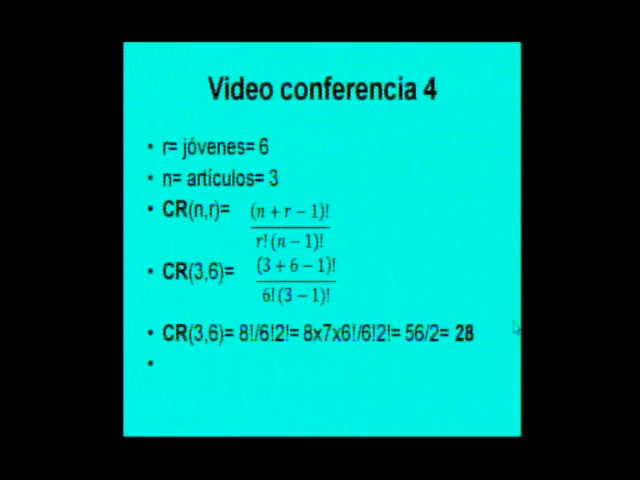 Video conferencia 4
• r= jóvenes= 6
• n= artículos= 3
• CR(n,r)= (n + r − 1)! / r! (n − 1)!
• CR(3,6)= (3 + 6 − 1)! / 6! (3 − 1)!
• CR(3,6)= 8!/6!2!= 8x7x6!/6!2!= 56/2= 28
•